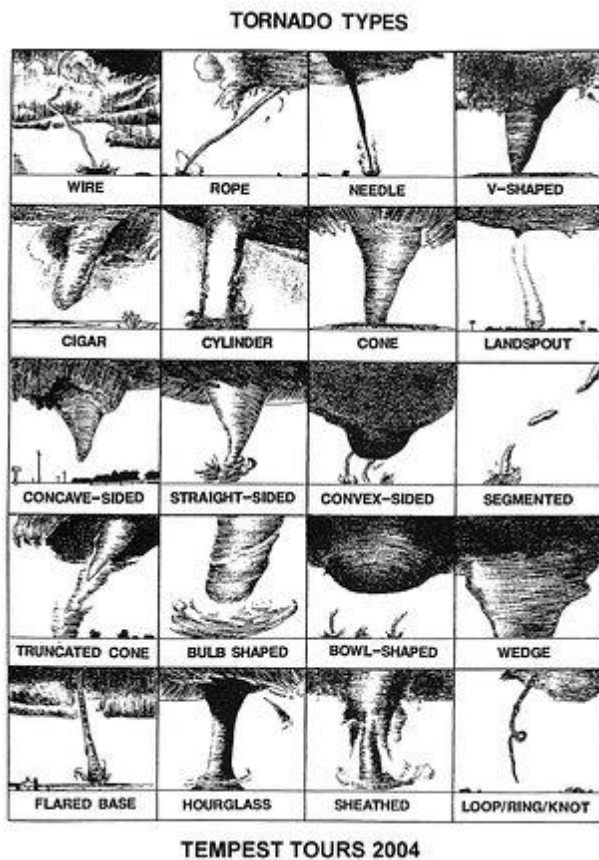 TORNADO TYPES
WIRE
ROPE
NEEDLE
V-SHAPED
CIGAR
CYLINDER
CONE
LANDSPOUT
CONCAVE-SIDED
STRAIGHT-SIDED
CONVEX-SIDED
SEGMENTED
TRUNCATED CONE
BULB SHAPED
BOWL-SHAPED
WEDGE
FLARED BASE
HOURGLASS
SHEATHED
LOOP/RING/KNOT
TEMPEST TOURS 2004